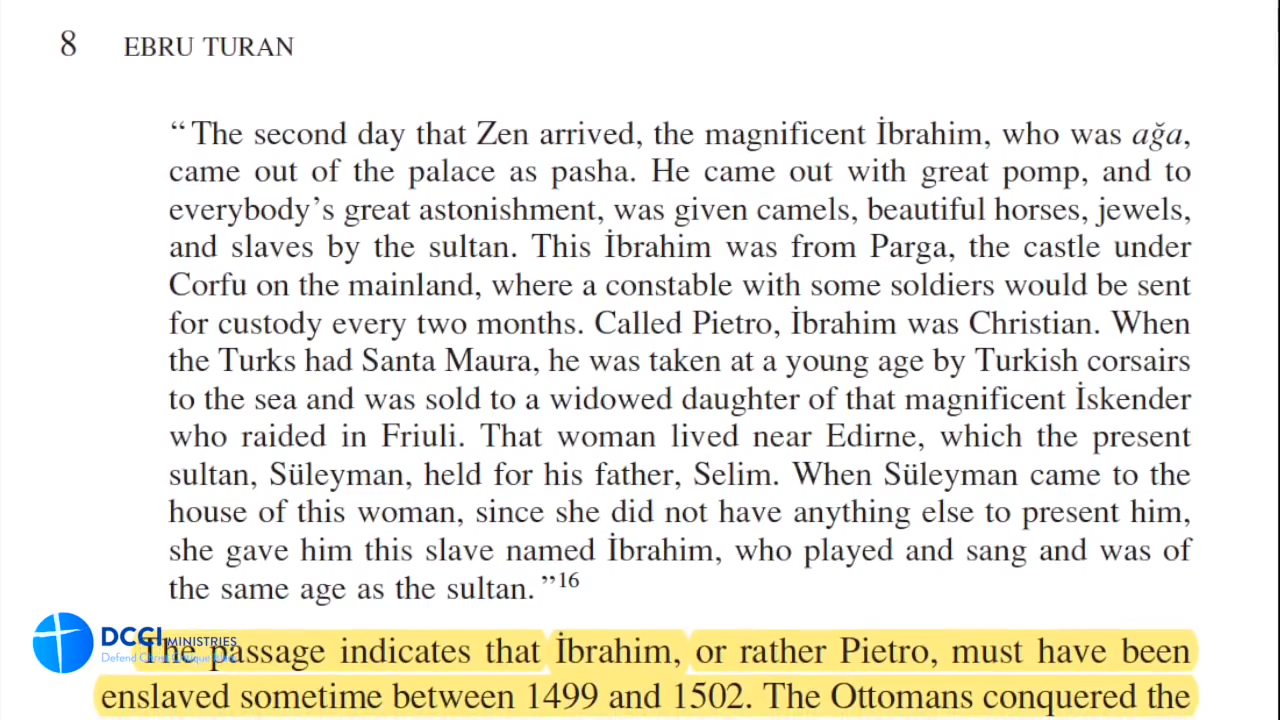 8 EBRU TURAN
“The second day that Zen arrived, the magnificent İbrahim, who was ağa,
came out of the palace as pasha. He came out with great pomp, and to
everybody’s great astonishment, was given camels, beautiful horses, jewels,
and slaves by the sultan. This İbrahim was from Parga, the castle under
Corfu on the mainland, where a constable with some soldiers would be sent
for custody every two months. Called Pietro, İbrahim was Christian. When
the Turks had Santa Maura, he was taken at a young age by Turkish corsairs
to the sea and was sold to a widowed daughter of that magnificent İskender
who raided in Friuli. That woman lived near Edirne, which the present
sultan, Süleyman, held for his father, Selim. When Süleyman came to the
house of this woman, since she did not have anything else to present him,
she gave him this slave named İbrahim, who played and sang and was of
the same age as the sultan.”16
The passage indicates that İbrahim, or rather Pietro, must have been
enslaved sometime between 1499 and 1502. The Ottomans conquered the
DCCI MINISTRIES
Defend Christ Critique Islam